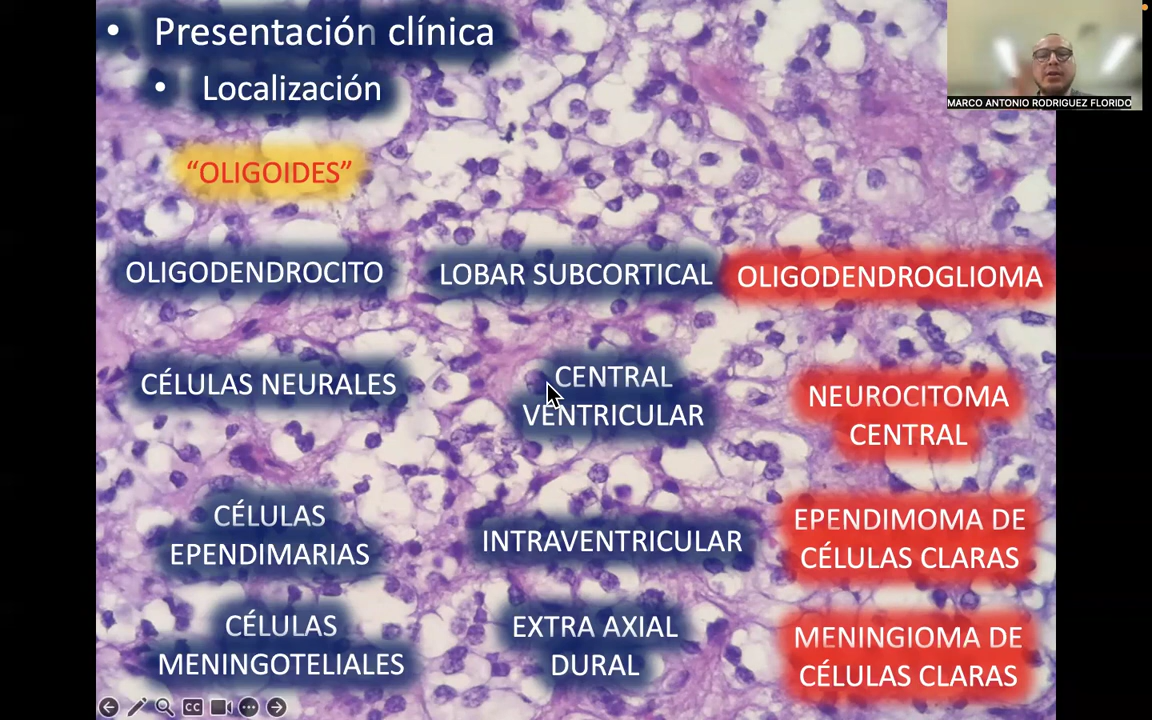 • Presentación clínica
• Localización
MARCO ANTONIO RODRIGUEZ FLORIDO
“OLIGOIDES”
OLIGODENDROCITO
LOBAR SUBCORTICAL
OLIGODENDROGLIOMA
CÉLULAS NEURALES
CENTRAL
VENTRICULAR
NEUROCITOMA
CENTRAL
CÉLULAS
EPENDIMARIAS
INTRAVENTRICULAR
EPENDIMOMA DE
CÉLULAS CLARAS
CÉLULAS
MENINGOTELIALES
EXTRA AXIAL
DURAL
MENINGIOMA DE
CÉLULAS CLARAS
CC